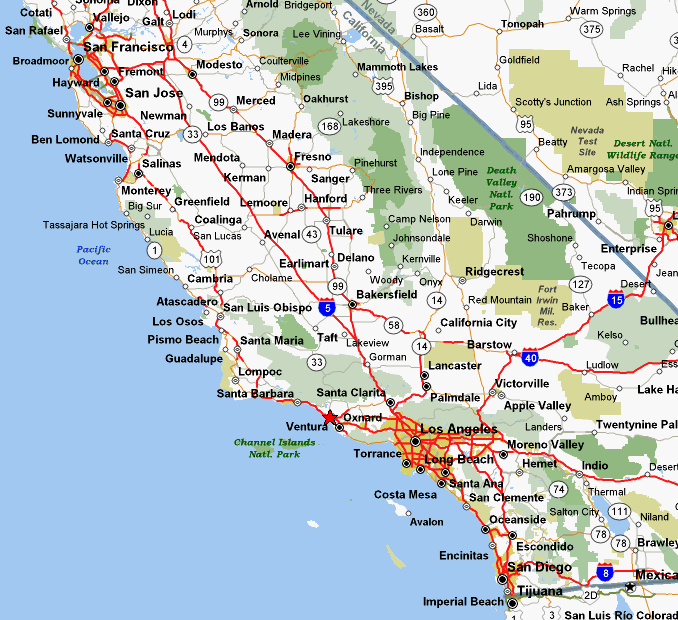 Cotati
Sonoma
Dixon
Arnold
Bridgeport
Nevada
California
360
Warm Springs
Vallejo
Galt
Lodi
San Rafael
Murphys
Sonora
Lee Vining
Basalt
Tonopah
375
San Francisco
4
Broadmoor
Fremont
Modesto
Coulterville
Mammoth Lakes
Goldfield
Rachel
Hik
Hayward
Midpines
395
Lida
San Jose
99
Merced
Oakhurst
Bishop
Scotty's Junction
Ash Springs
Sunnyvale
Newman
Big Pine
95
Ben Lomond
Santa Cruz
33
Los Banos
Madera
168
Lakeshore
Nevada
Test
Site
Beatty
Desert Natl.
Wildlife Range
Watsonville
Salinas
Mendota
Fresno
Pinehurst
Independence
Kerman
Sanger
Lone Pine
Death
Valley
Natl.
Park
Amargosa Valley
Monterey
Three Rivers
190
373
Indian Spri
Big Sur
Greenfield
Lemoore
Hanford
Keeler
95
Tassajara Hot Springs
Coalinga
Camp Nelson
Darwin
Pahrump
L
Lucia
San Lucas
Avenal
43
Tulare
Johnsondale
Shoshone
Enterprise
Pacific
Ocean
1
101
Earlimart
Delano
Kernville
Tecopa
San Simeon
Cholame
Woody
Onyx
Ridgecrest
127
Desert
Cambria
99
Bakersfield
14
Fort
Irwin
Mil.
Res.
15
Jean
Atascadero
San Luis Obispo
5
Red Mountain
Baker
Los Osos
58
California City
Bullhea
Pismo Beach
Santa Maria
Taft
Lakeview
14
Barstow
Kelso
Guadalupe
33
Gorman
40
Ludlow
Ess
Lompoc
Lancaster
Victorville
Amboy
Lake Ha
Santa Barbara
Santa Clarita
Palmdale
Apple Valley
Ventura
Oxnard
Los Angeles
Landers
Twentynine Pal
Channel Islands
Natl. Park
Torrance
Long Beach
Moreno Valley
Hemet
Indio
Desert
Costa Mesa
Santa Ana
74
Thermal
San Clemente
Salton City
111
Niland
Avalon
Oceanside
78
78
Brawley
Escondido
Encinitas
San Diego
8
Mexica
Tijuana
2D
Imperial Beach
1
3
San Luis Río Colorad